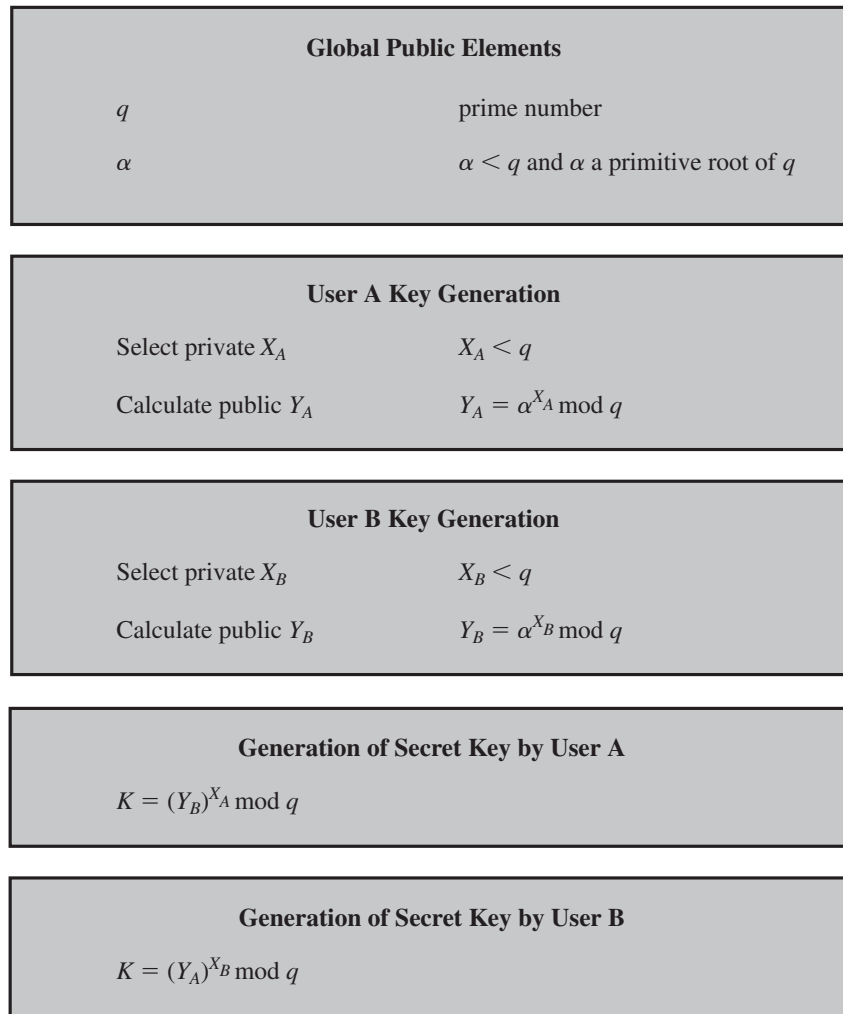 Global Public Elements
q prime number
α α < q and α a primitive root of q
User A Key Generation
Select private X_A X_A < q
Calculate public Y_A Y_A = α^{X_A} mod q
User B Key Generation
Select private X_B X_B < q
Calculate public Y_B Y_B = α^{X_B} mod q
Generation of Secret Key by User A
K = (Y_B)^{X_A} mod q
Generation of Secret Key by User B
K = (Y_A)^{X_B} mod q